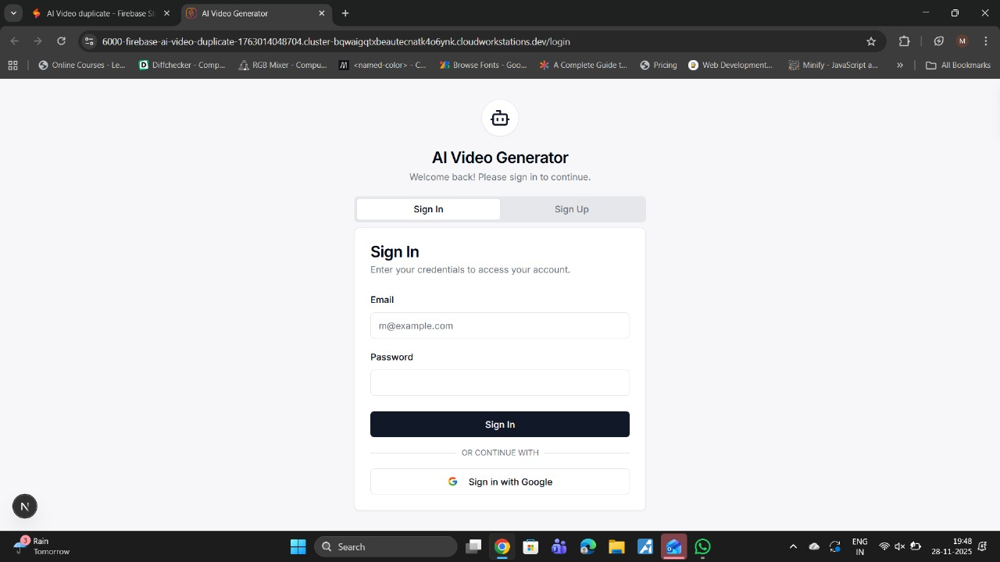 AI Video duplicate - Firebase St
AI Video Generator
6000-firebase-ai-video-duplicate-1763014048704.cluster-bqwaigqtxbeautecnatk4o6ynk.cloudworkstations.dev/login
M
Online Courses - Le...
Diffchecker - Comp...
RGB Mixer - Compu...
<named-color> - C...
Browse Fonts - Goo...
A Complete Guide t...
Pricing
Web Development...
Minify - JavaScript a...
All Bookmarks
AI Video Generator
Welcome back! Please sign in to continue.
Sign In
Sign Up
Sign In
Enter your credentials to access your account.
Email
m@example.com
Password
Sign In
OR CONTINUE WITH
Sign in with Google
N
3
Rain
Tomorrow
Search
ENG
IN
19:48
28-11-2025